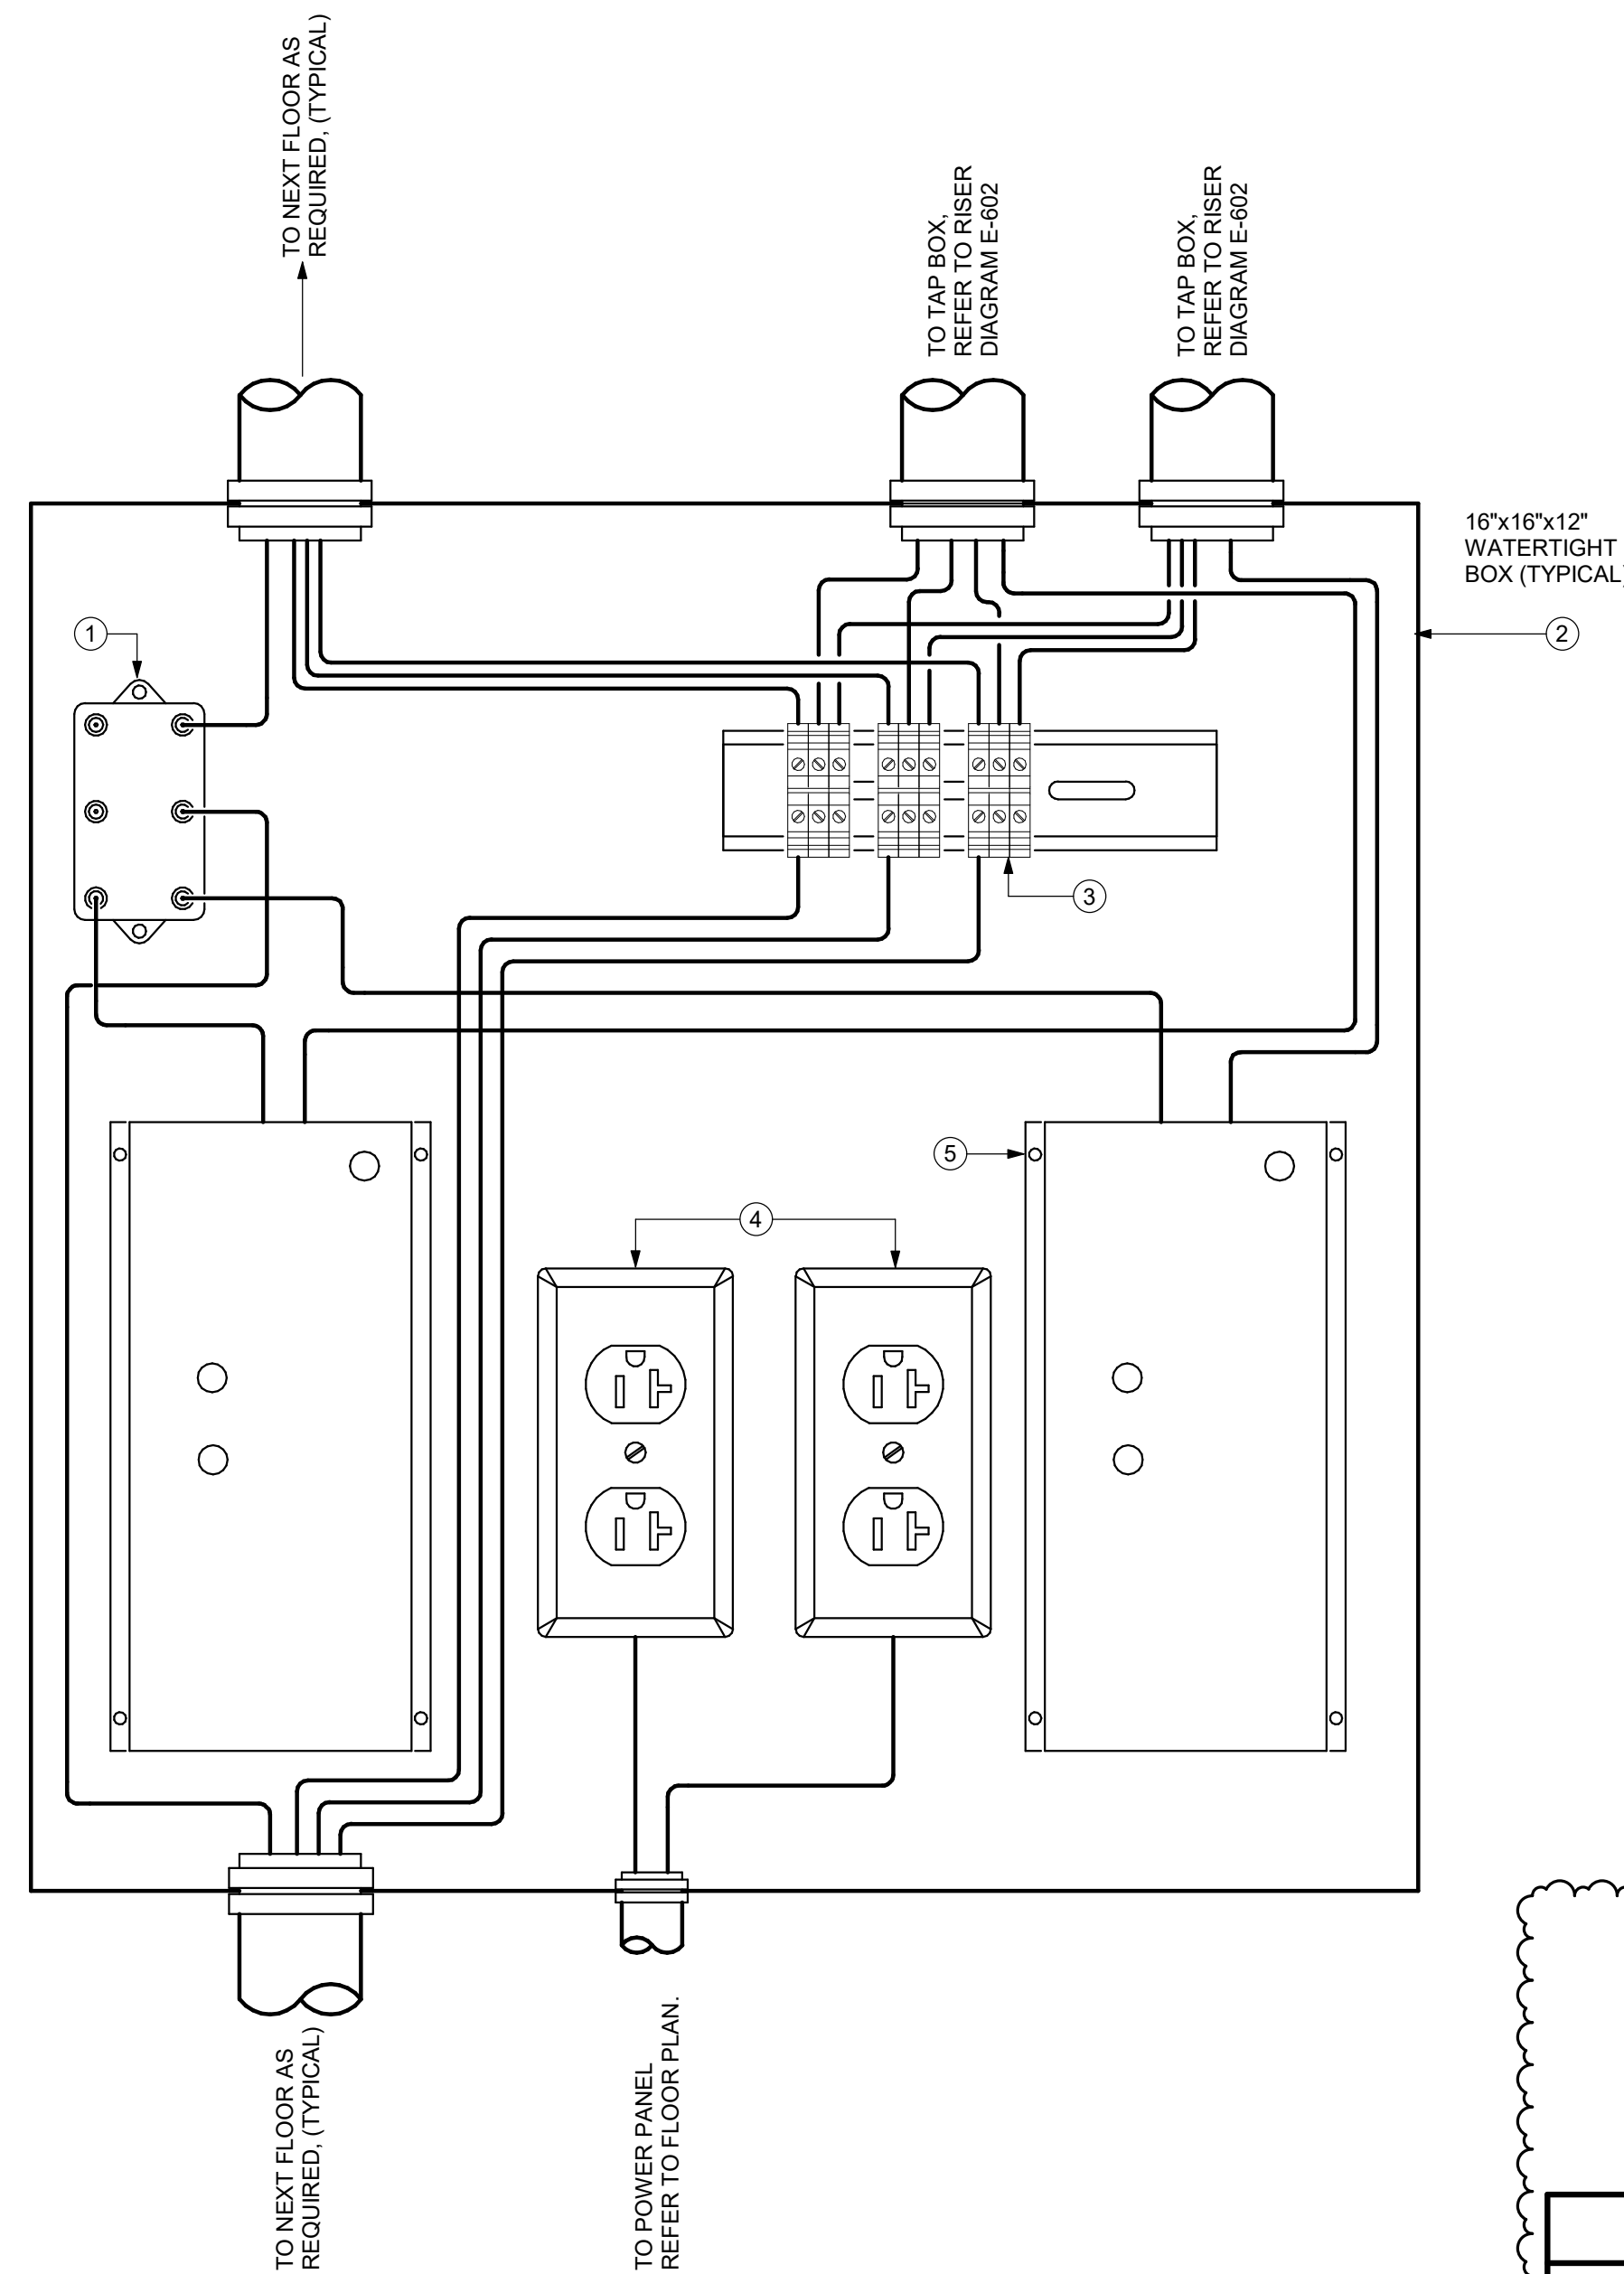 TO NEXT FLOOR AS
REQUIRED, (TYPICAL)
TO TAP BOX,
REFER TO RISER
DIAGRAM E-602
TO TAP BOX,
REFER TO RISER
DIAGRAM E-602
16"x16"x12"
WATERTIGHT
BOX (TYPICAL)
1
2
3
5
4
TO NEXT FLOOR AS
REQUIRED, (TYPICAL)
TO POWER PANEL
REFER TO FLOOR PLAN.